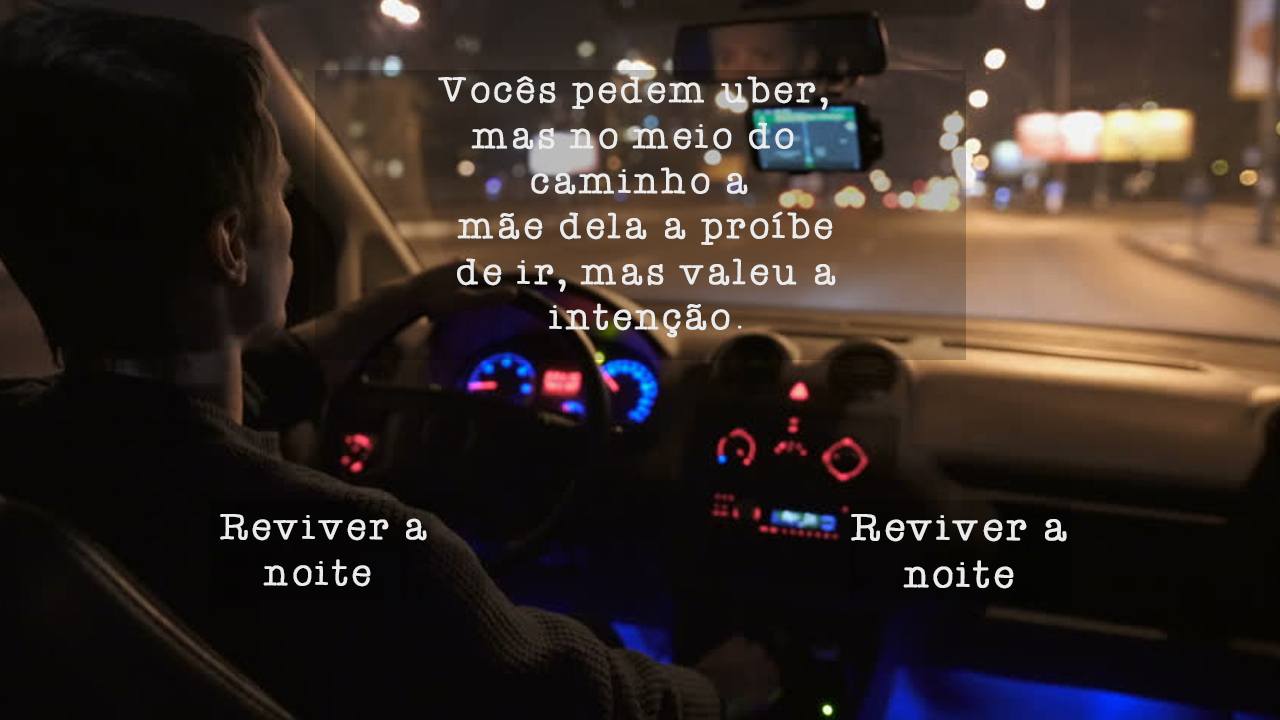 Vocês pedem uber,
mas no meio do
caminho a
mãe dela a proíbe
de ir, mas valeu a
intenção.
Reviver a
noite
Reviver a
noite